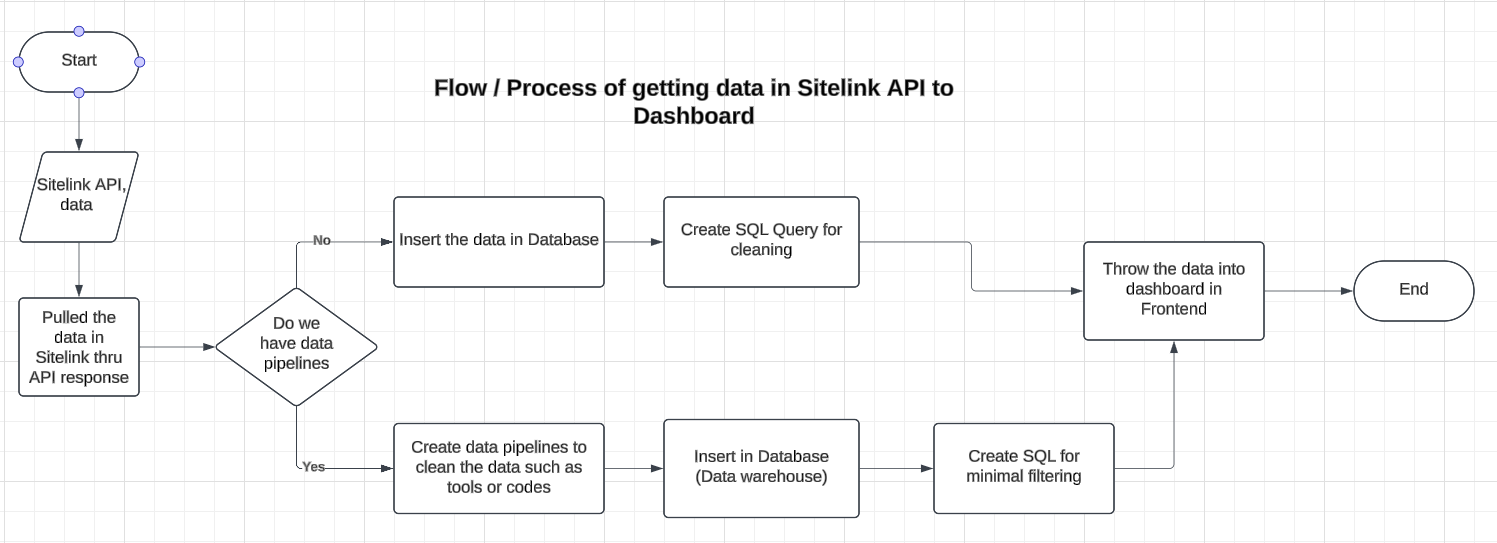 Start
Flow / Process of getting data in Sitelink API to
Dashboard
Sitelink API,
data
Pulled the
data in
Sitelink thru
API response
Do we
have data
pipelines
No
Insert the data in Database
Create SQL Query for
cleaning
Throw the data into
dashboard in
Frontend
End
Yes
Create data pipelines to
clean the data such as
tools or codes
Insert in Database
(Data warehouse)
Create SQL for
minimal filtering